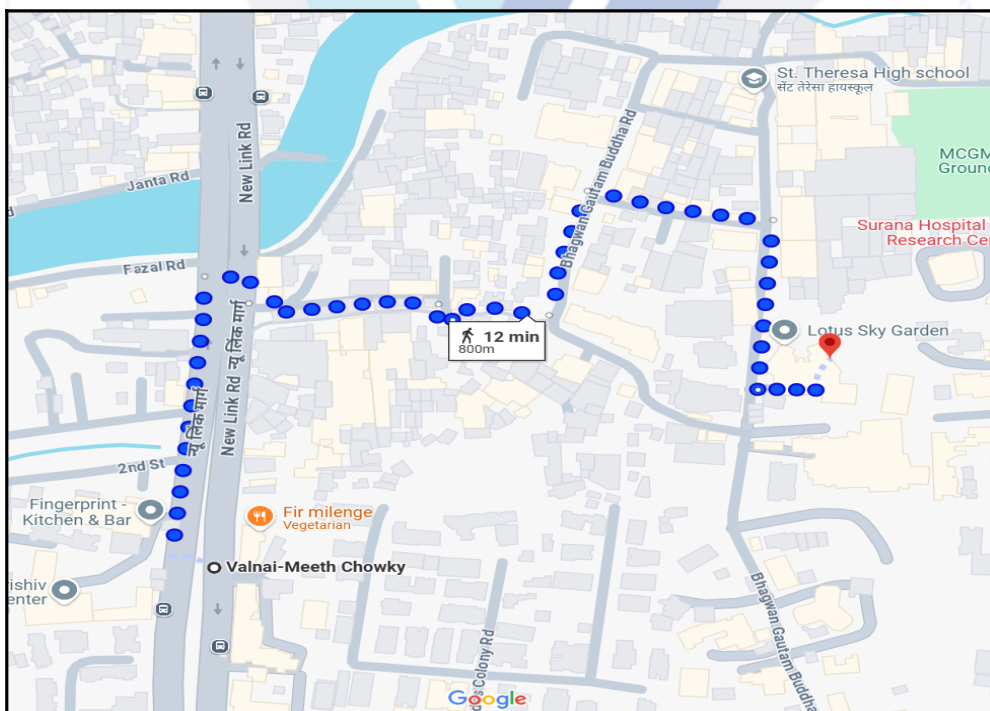 St. Theresa High school
सेंट तेरेसा हायस्कूल
New Link Rd
Bhagwan Gautam Buddha Rd
MCGM
Ground
Janta Rd
Surana Hospital
Research Cen
Fazal Rd
न्यू लिंक मार्ग
New Link Rd न्यू लिंक मार्ग
12 min
800m
Lotus Sky Garden
2nd St
Fingerprint -
Kitchen & Bar
Fir milenge
Vegetarian
Valnai-Meeth Chowky
ishiv
enter
Bhagwan Gautam Buddha
s Colony Rd
Google